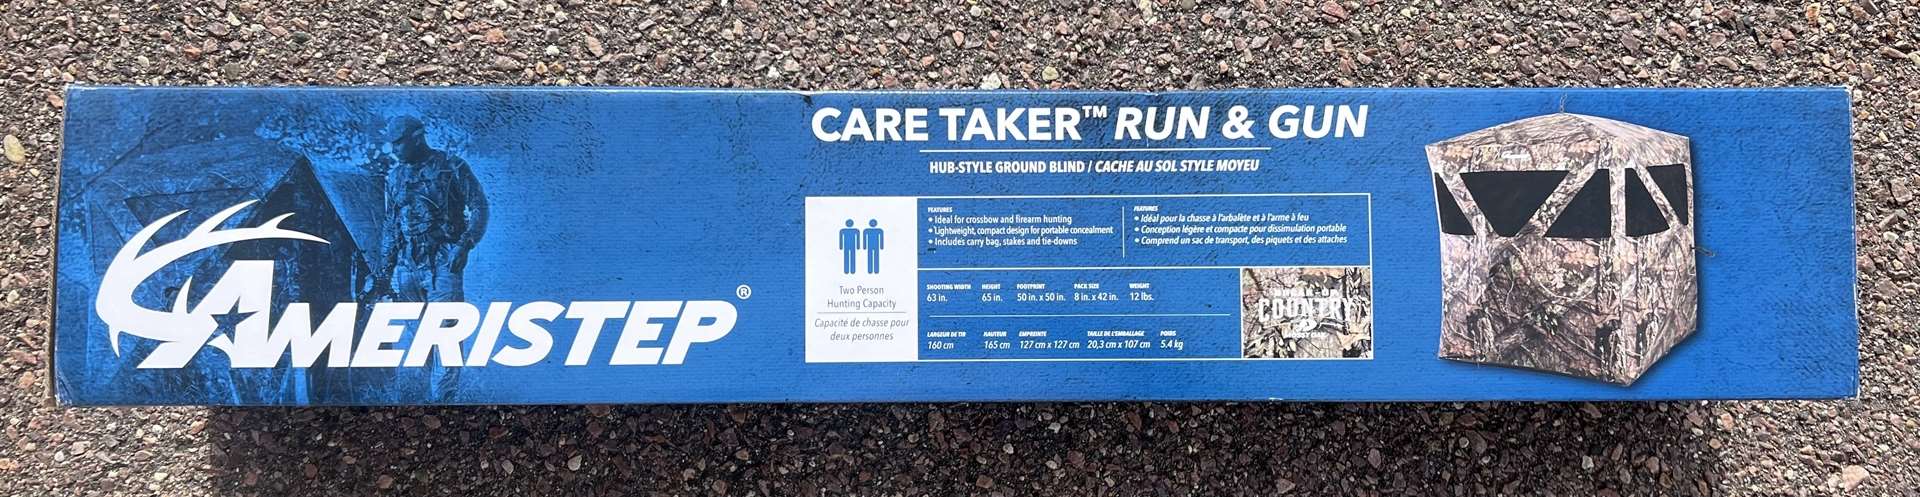 AMERISTEP®
CARE TAKER™ RUN & GUN
HUB-STYLE GROUND BLIND / CACHE AU SOL STYLE MOYEU
Two Person
Hunting Capacity
Capacité de chasse pour
deux personnes
FEATURES
• Ideal for crossbow and firearm hunting
• Lightweight, compact design for portable concealment
• Includes carry bag, stakes and tie-downs
FEATURES
• Idéal pour la chasse à l'arbalète et à l'arme à feu
• Conception légère et compacte pour dissimulation portable
• Comprend un sac de transport, des piquets et des attaches
SHOOTING WIDTH HEIGHT FOOTPRINT PACK SIZE WEIGHT
63 in. 65 in. 50 in. x 50 in. 8 in. x 42 in. 12 lbs.
LARGEUR DE TIR HAUTEUR EMPREINTE TAILLE DE L'EMBALLAGE POIDS
160 cm 165 cm 127 cm x 127 cm 20,3 cm x 107 cm 5.4 kg
BREAK-UP
COUNTRY